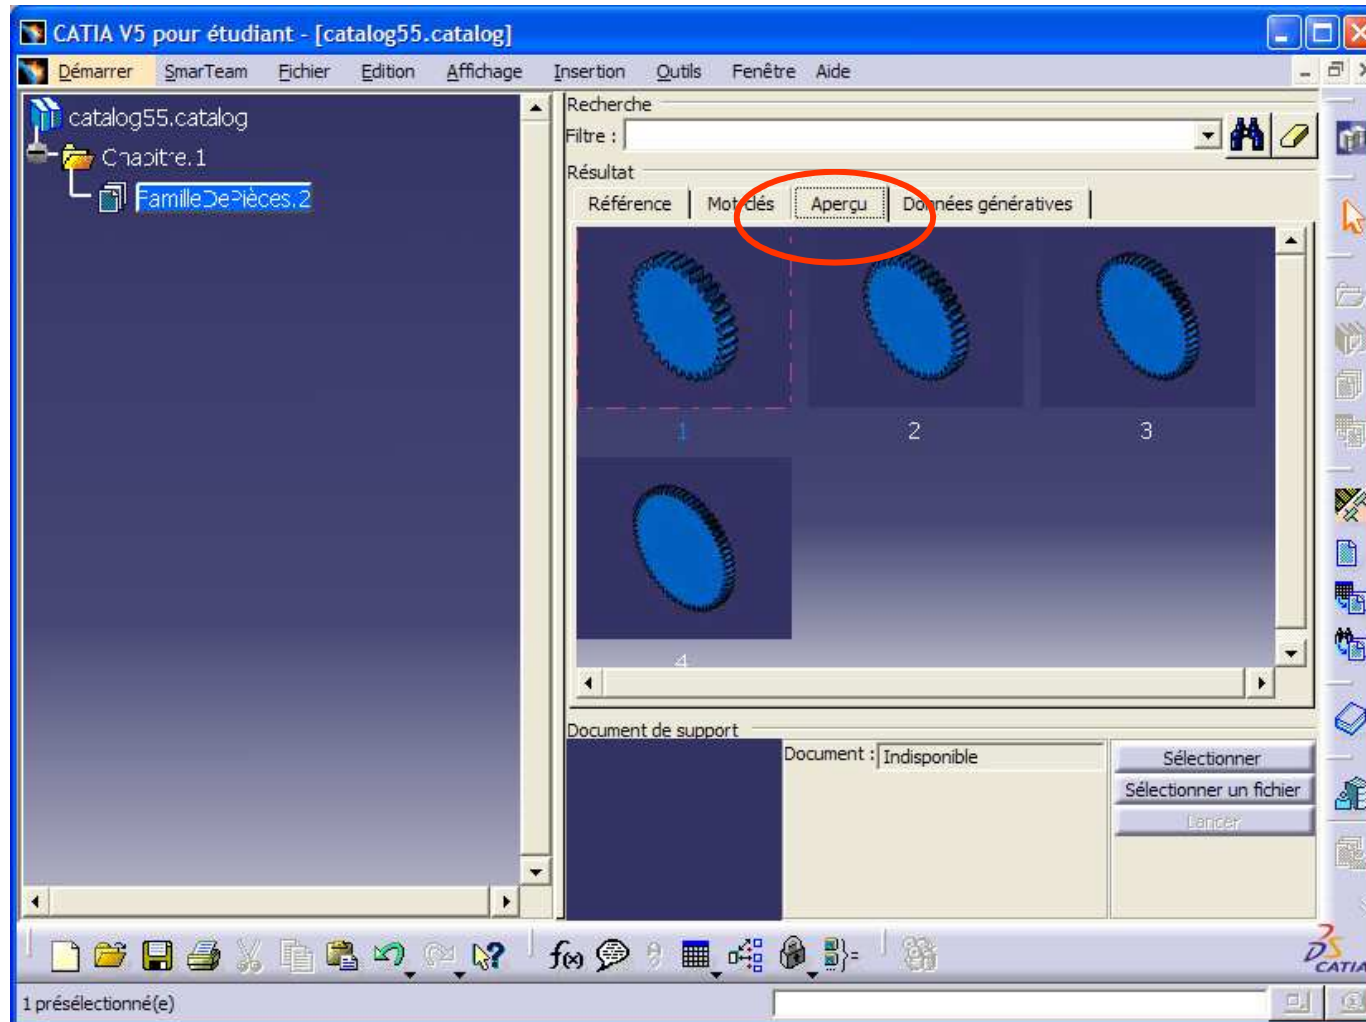 CATIA V5 pour étudiant - [catalog55.catalog]
Démarrer SmarTeam Fichier Edition Affichage Insertion Outils Fenêtre Aide
catalog55.catalog
Chapitre.1
FamilleDePièces.2
Recherche
Filtre :
Résultat
Référence Mot clés Aperçu Données génératives
1 2 3
4
Document de support
Document : Indisponible
Sélectionner
Sélectionner un fichier
Lancer
f(x)
CATIA
1 présélectionné(e)